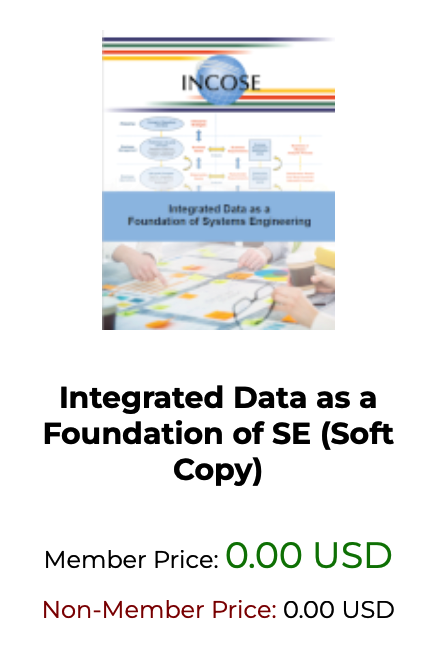 INCOSE
Integrated Data as a
Foundation of Systems Engineering
Integrated Data as a
Foundation of SE (Soft
Copy)
Member Price: 0.00 USD
Non-Member Price: 0.00 USD